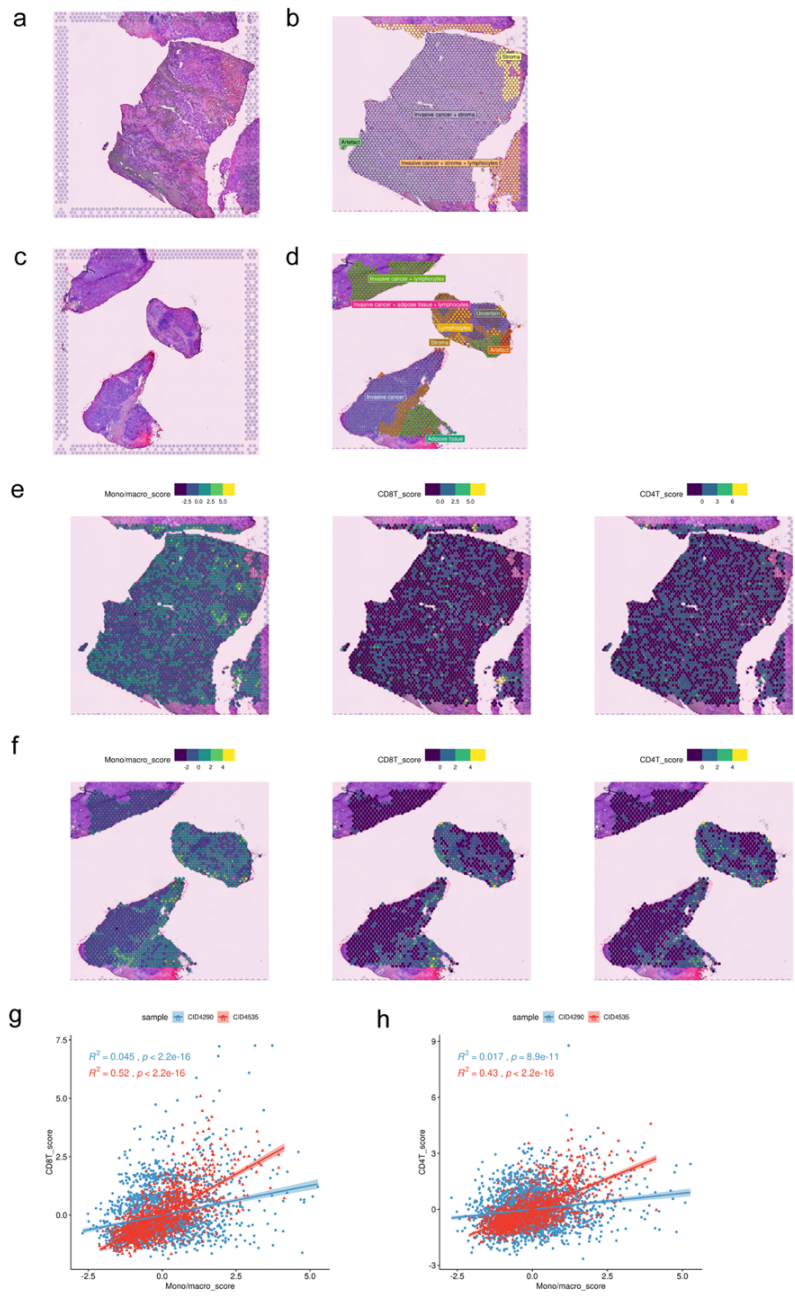 a
b
Stroma
Invasive cancer + stroma
Artefact
Invasive cancer + stroma + lymphocytes
c
d
Invasive cancer + lymphocytes
Invasive cancer + adipose tissue + lymphocytes
Uncertain
Lymphocytes
Stroma
Artefact
Invasive cancer
Adipose tissue
e
Mono/macro_score
-2.5 0.0 2.5 5.0
CD8T_score
0.0 2.5 5.0
CD4T_score
0 3 6
f
Mono/macro_score
-2 0 2 4
CD8T_score
0 2 4
CD4T_score
0 2 4
g
sample CID4290 CID4535
R² = 0.045 , p < 2.2e-16
R² = 0.52 , p < 2.2e-16
7.5
5.0
2.5
0.0
CD8T_score
-2.5 0.0 2.5 5.0
Mono/macro_score
h
sample CID4290 CID4535
R² = 0.017 , p = 8.9e-11
R² = 0.43 , p < 2.2e-16
9
6
3
0
-3
CD4T_score
-2.5 0.0 2.5 5.0
Mono/macro_score